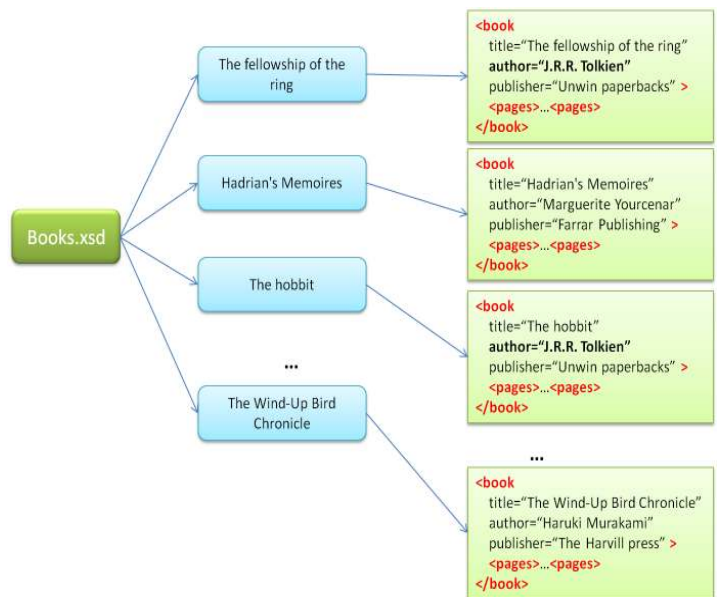 Books.xsd
The fellowship of the
ring
Hadrian's Memoires
The hobbit
...
The Wind-Up Bird
Chronicle
<book
title=“The fellowship of the ring”
author=“J.R.R. Tolkien”
publisher=“Unwin paperbacks” >
<pages>...<pages>
</book>
<book
title=“Hadrian's Memoires”
author=“Marguerite Yourcenar”
publisher=“Farrar Publishing” >
<pages>...<pages>
</book>
<book
title=“The hobbit”
author=“J.R.R. Tolkien”
publisher=“Unwin paperbacks” >
<pages>...<pages>
</book>
...
<book
title=“The Wind-Up Bird Chronicle”
author=“Haruki Murakami”
publisher=“The Harvill press” >
<pages>...<pages>
</book>